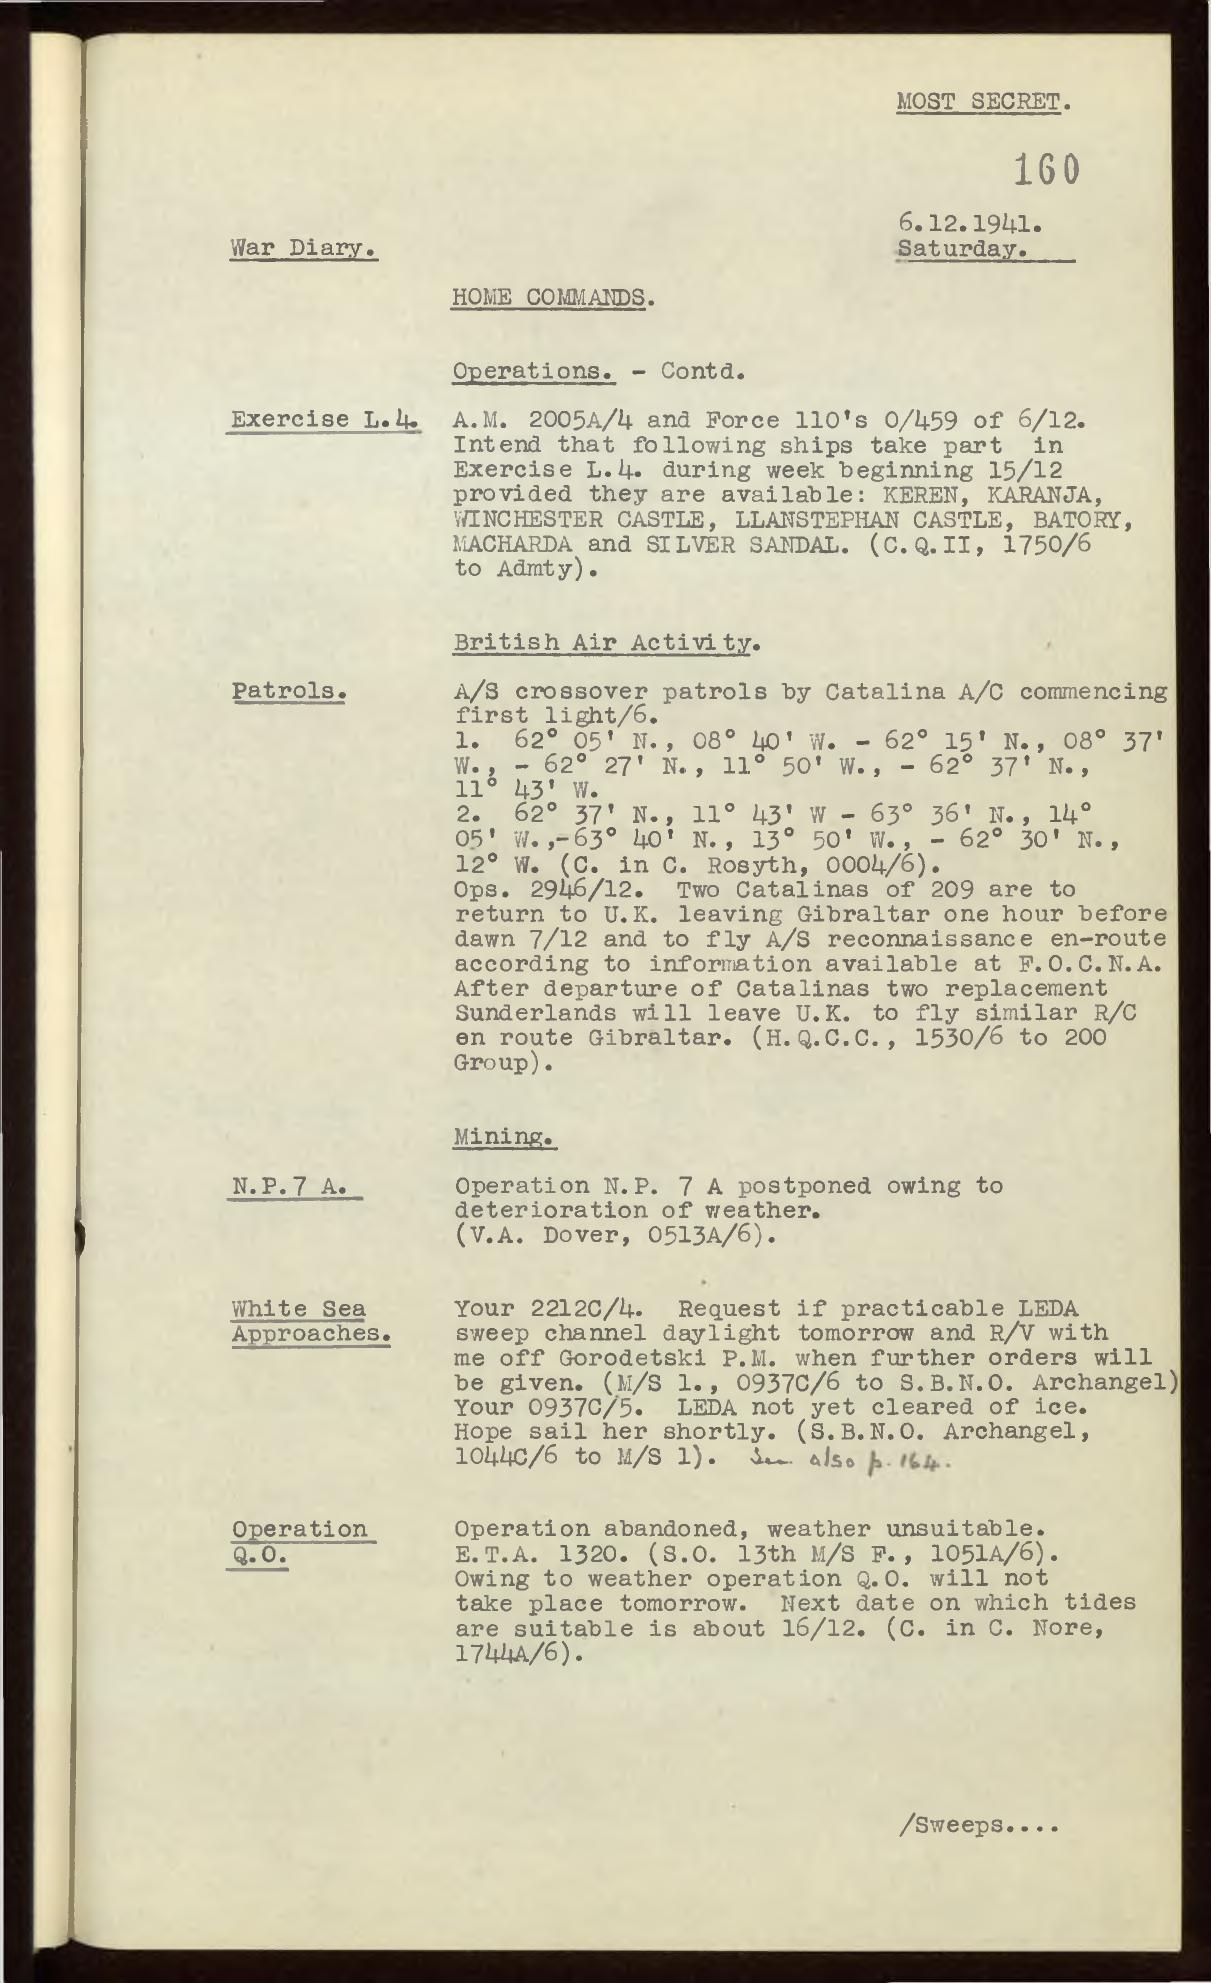 MOST SECRET.
160
6.12.1941.
War Diary.
Saturday.
HOME COMMANDS.
Operations. - Contd.
Exercise L.4. A.M. 2005A/4 and Force 110's 0/459 of 6/12.
Intend that following ships take part in
Exercise L.4. during week beginning 15/12
provided they are available: KEREN, KARANJA,
WINCHESTER CASTLE, LLANSTEPHAN CASTLE, BATORY,
MACHARDA and SILVER SANDAL. (C.Q.II, 1750/6
to Admty).
British Air Activity.
Patrols. A/S crossover patrols by Catalina A/C commencing
first light/6.
1. 62° 05' N., 08° 40' W. - 62° 15' N., 08° 37'
W., - 62° 27' N., 11° 50' W., - 62° 37' N.,
11° 43' W.
2. 62° 37' N., 11° 43' W - 63° 36' N., 14°
05' W.,-63° 40' N., 13° 50' W., - 62° 30' N.,
12° W. (C. in C. Rosyth, 0004/6).
Ops. 2946/12. Two Catalinas of 209 are to
return to U.K. leaving Gibraltar one hour before
dawn 7/12 and to fly A/S reconnaissance en-route
according to information available at F.O.C.N.A.
After departure of Catalinas two replacement
Sunderlands will leave U.K. to fly similar R/C
en route Gibraltar. (H.Q.C.C., 1530/6 to 200
Group).
Mining.
N.P.7 A. Operation N.P. 7 A postponed owing to
deterioration of weather.
(V.A. Dover, 0513A/6).
White Sea Your 2212C/4. Request if practicable LEDA
Approaches. sweep channel daylight tomorrow and R/V with
me off Gorodetski P.M. when further orders will
be given. (M/S 1., 0937C/6 to S.B.N.O. Archangel)
Your 0937C/5. LEDA not yet cleared of ice.
Hope sail her shortly. (S.B.N.O. Archangel,
1044C/6 to M/S 1). See also p. 164.
Operation Operation abandoned, weather unsuitable.
Q.O. E.T.A. 1320. (S.O. 13th M/S F., 1051A/6).
Owing to weather operation Q.O. will not
take place tomorrow. Next date on which tides
are suitable is about 16/12. (C. in C. Nore,
1744A/6).
/Sweeps....